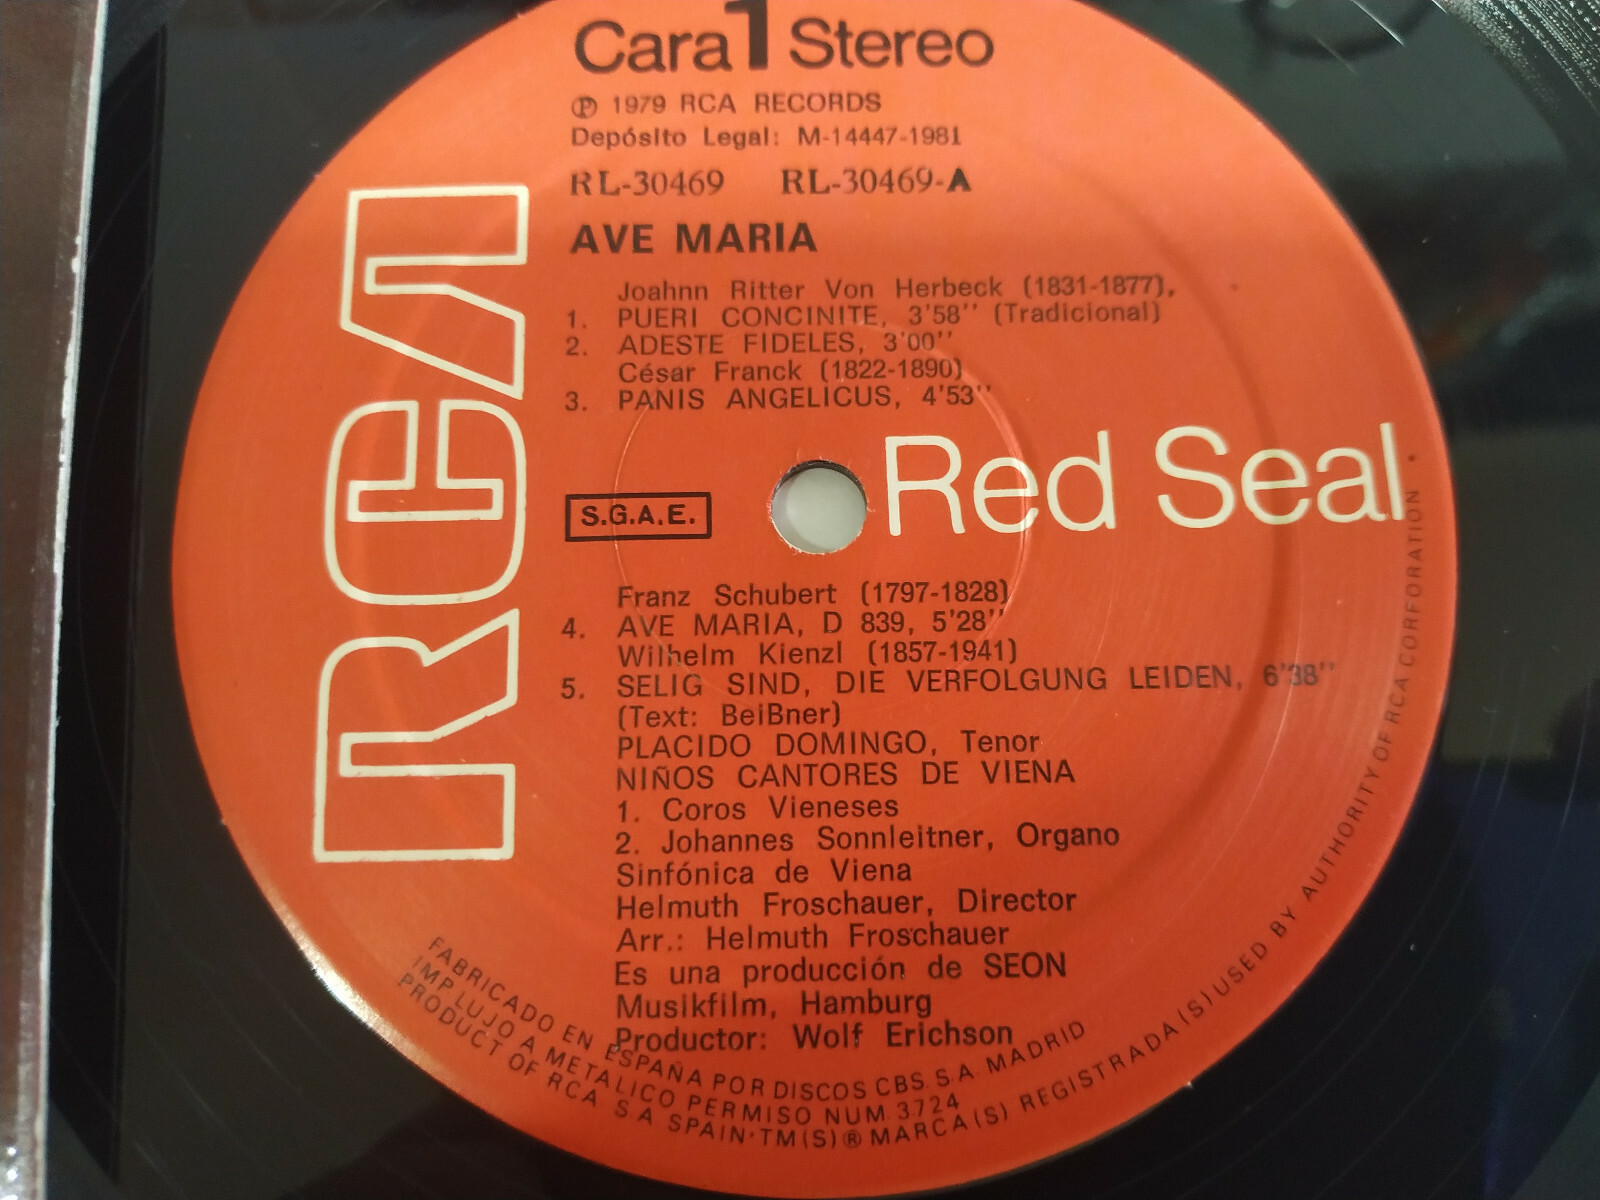 Cara 1 Stereo
℗ 1979 RCA RECORDS
Depósito Legal: M-14447-1981
RL-30469 RL-30469-A
AVE MARIA
Joahnn Ritter Von Herbeck (1831-1877),
1. PUERI CONCINITE, 3'58'' (Tradicional)
2. ADESTE FIDELES, 3'00''
César Franck (1822-1890)
3. PANIS ANGELICUS, 4'53''
RCA
Red Seal
S.G.A.E.
Franz Schubert (1797-1828)
4. AVE MARIA, D 839, 5'28''
Wilhelm Kienzl (1857-1941)
5. SELIG SIND, DIE VERFOLGUNG LEIDEN, 6'38''
(Text: BeiBner)
PLACIDO DOMINGO, Tenor
NIÑOS CANTORES DE VIENA
1. Coros Vieneses
2. Johannes Sonnleitner, Organo
Sinfónica de Viena
Helmuth Froschauer, Director
Arr.: Helmuth Froschauer
Es una producción de SEON
Musikfilm, Hamburg
Productor: Wolf Erichson
FABRICADO EN ESPAÑA POR DISCOS CBS. S.A. MADRID
IMP LUJO A METALICO PERMISO NUM 3.724
PRODUCT OF RCA S A SPAIN·TM(S)® MARCA(S) REGISTRADA(S) USED BY AUTHORITY OF RCA CORPORATION